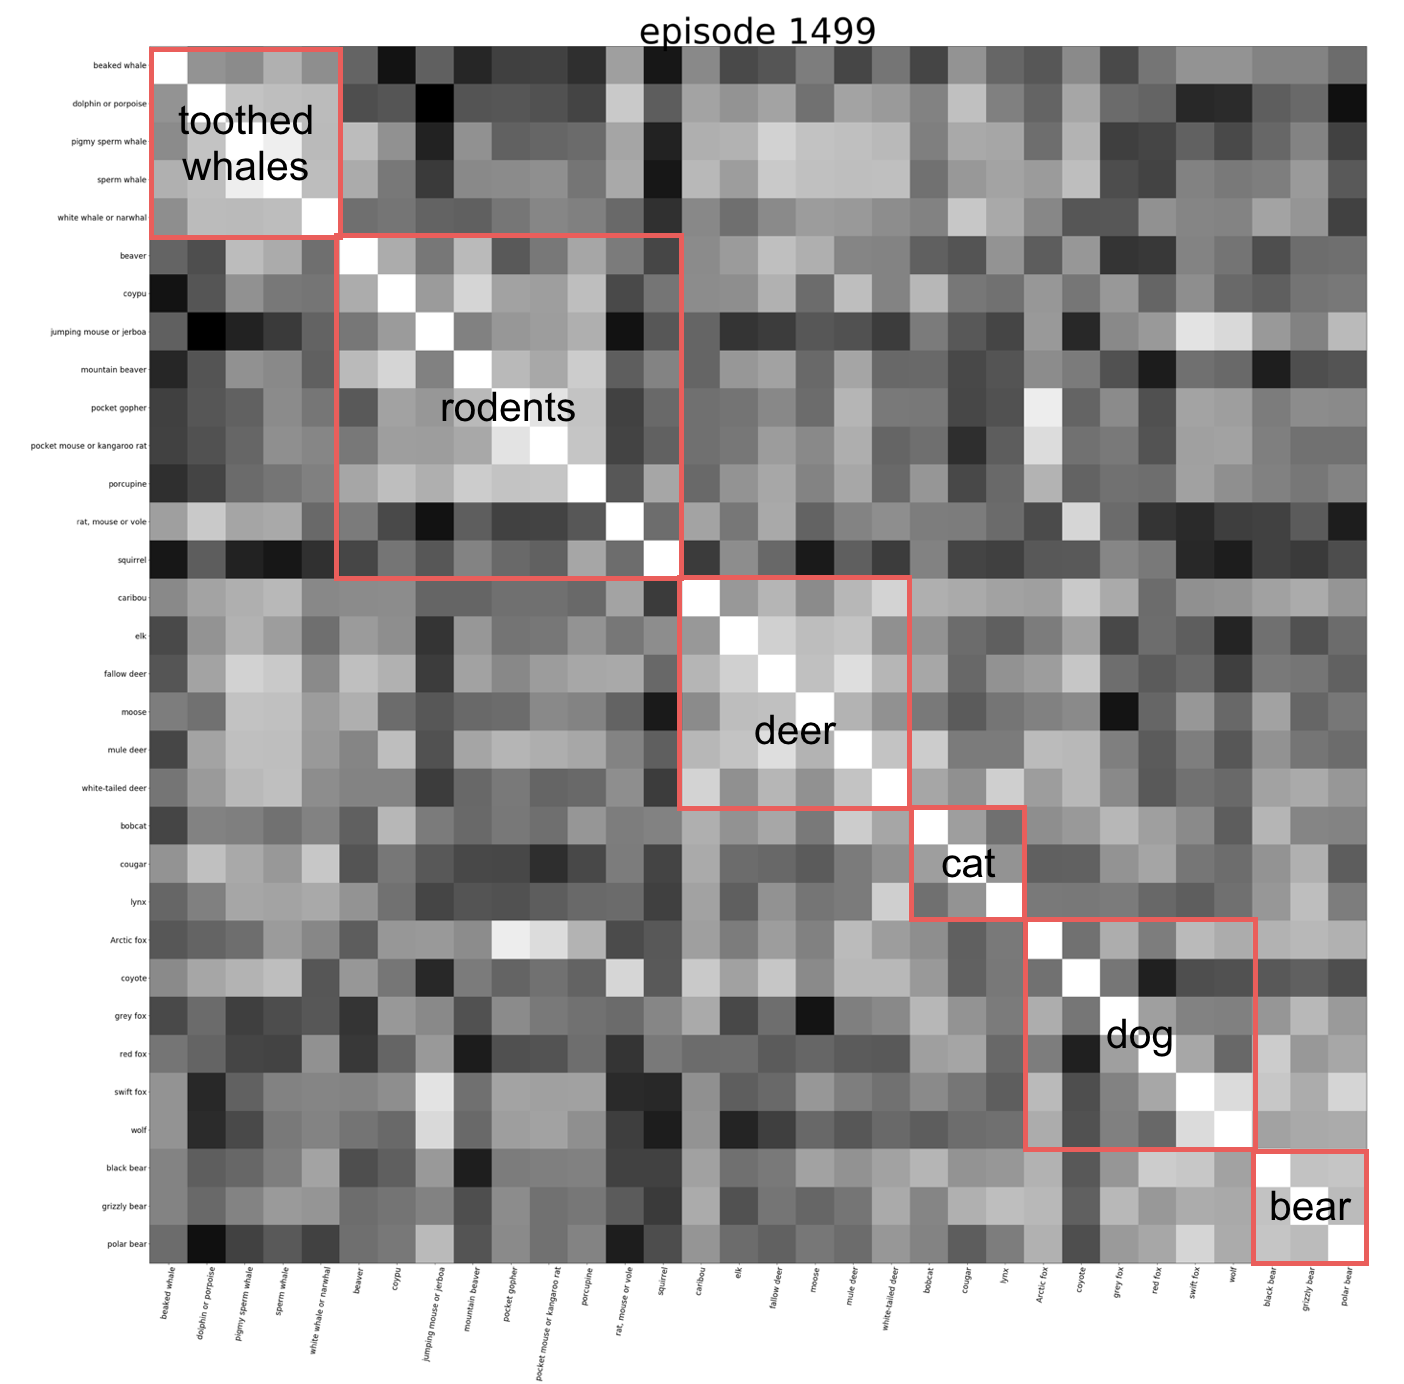 episode 1499
beaked whale
dolphin or porpoise
pigmy sperm whale
sperm whale
white whale or narwhal
beaver
coypu
jumping mouse or jerboa
mountain beaver
pocket gopher
pocket mouse or kangaroo rat
porcupine
rat, mouse or vole
squirrel
caribou
elk
fallow deer
moose
mule deer
white-tailed deer
bobcat
cougar
lynx
Arctic fox
coyote
grey fox
red fox
swift fox
wolf
black bear
grizzly bear
polar bear
toothed
whales
rodents
deer
cat
dog
bear
beaked whale
dolphin or porpoise
pigmy sperm whale
sperm whale
white whale or narwhal
beaver
coypu
jumping mouse or jerboa
mountain beaver
pocket gopher
pocket mouse or kangaroo rat
porcupine
rat, mouse or vole
squirrel
caribou
elk
fallow deer
moose
mule deer
white-tailed deer
bobcat
cougar
lynx
Arctic fox
coyote
grey fox
red fox
swift fox
wolf
black bear
grizzly bear
polar bear